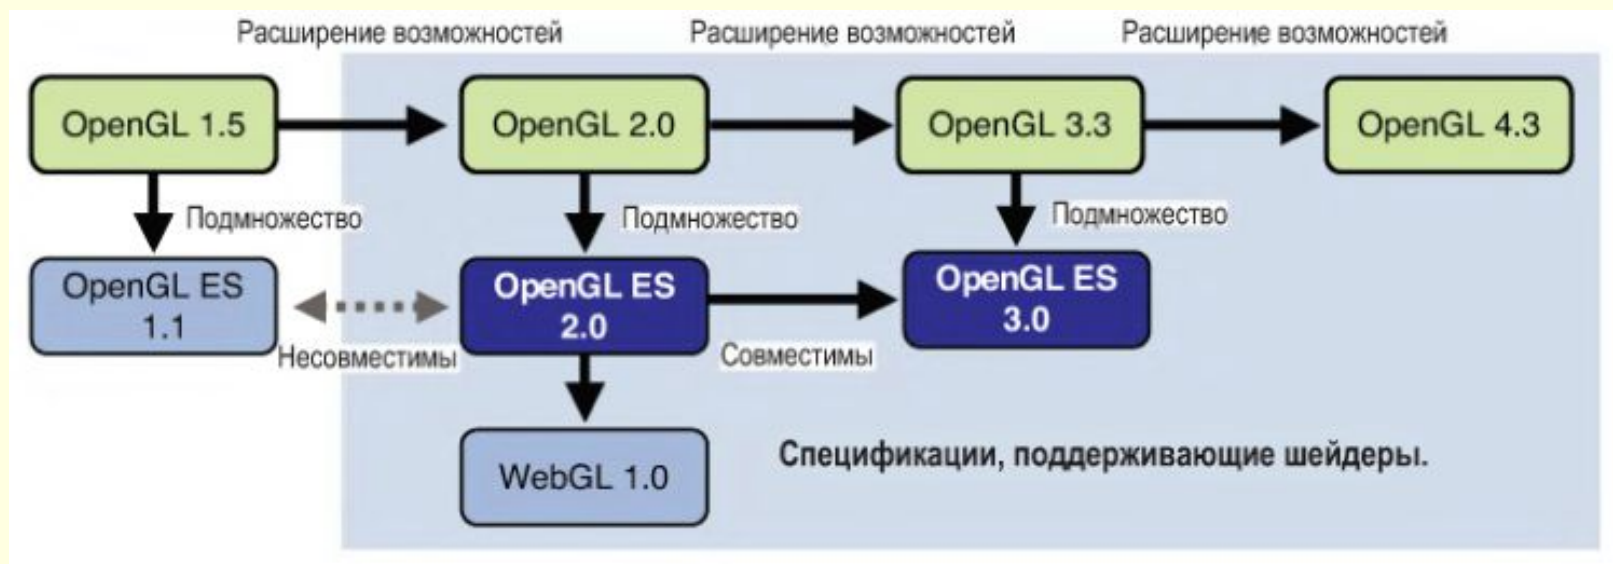 Расширение возможностей
Расширение возможностей
Расширение возможностей
OpenGL 1.5
OpenGL 2.0
OpenGL 3.3
OpenGL 4.3
Подмножество
Подмножество
Подмножество
OpenGL ES
1.1
OpenGL ES
2.0
OpenGL ES
3.0
Несовместимы
Совместимы
WebGL 1.0
Спецификации, поддерживающие шейдеры.